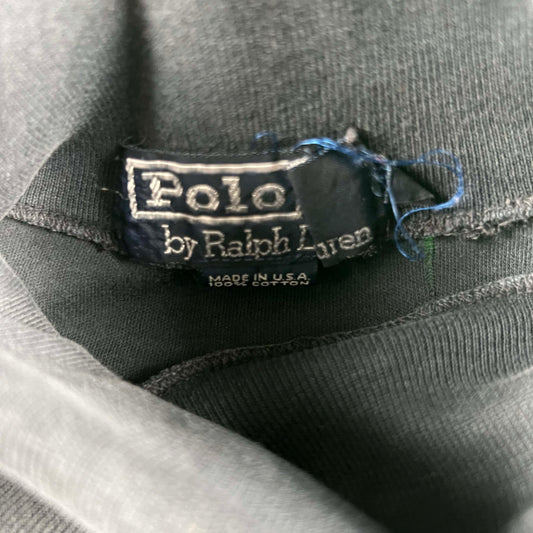 Polo
by Ralph Lauren
MADE IN U.S.A.
100% COTTON